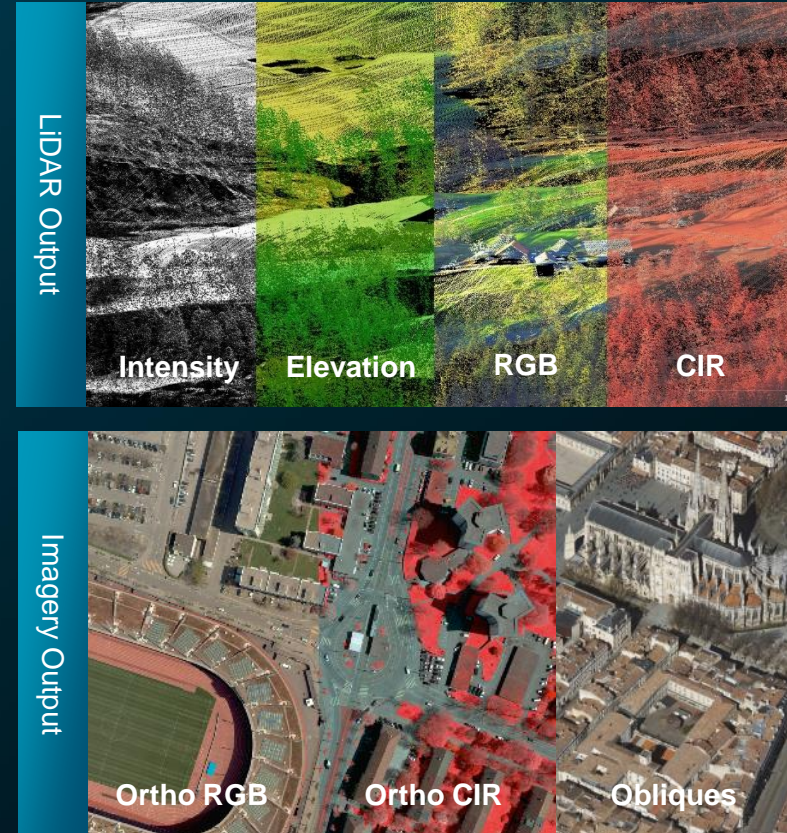 LiDAR Output
Intensity
Elevation
RGB
CIR
Imagery Output
Ortho RGB
Ortho CIR
Obliques